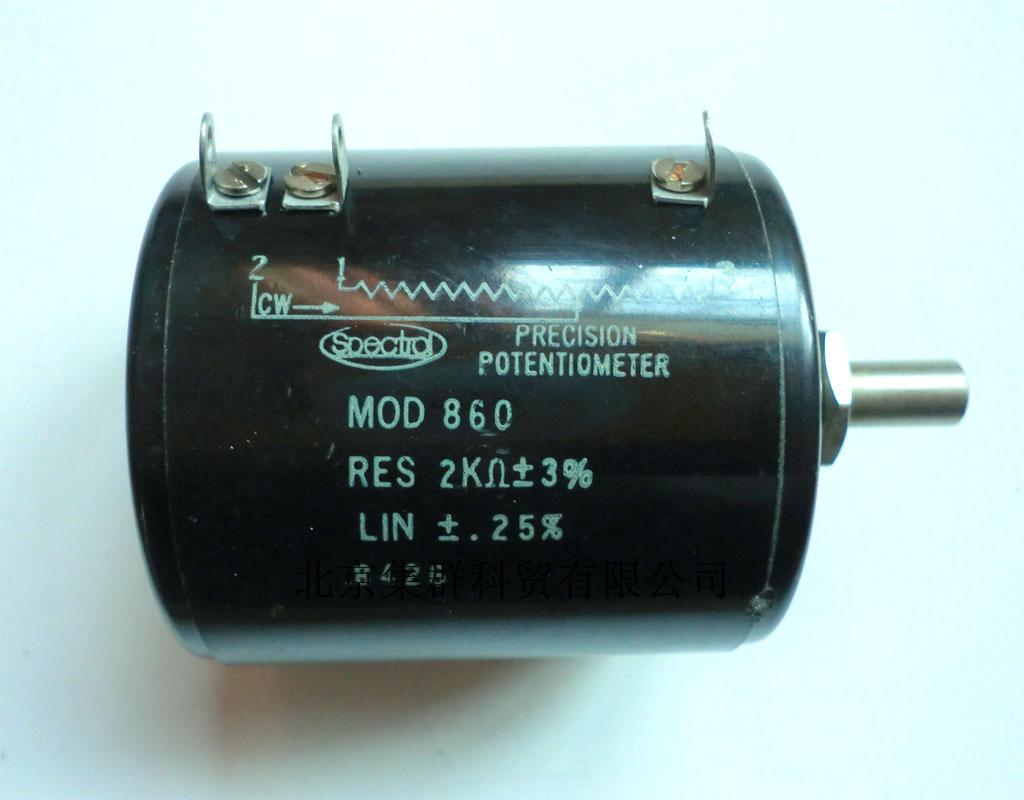 2 1 3
CW
Spectrol PRECISION
POTENTIOMETER
MOD 860
RES 2KΩ±3%
LIN ±.25%
北京集群科贸有限公司